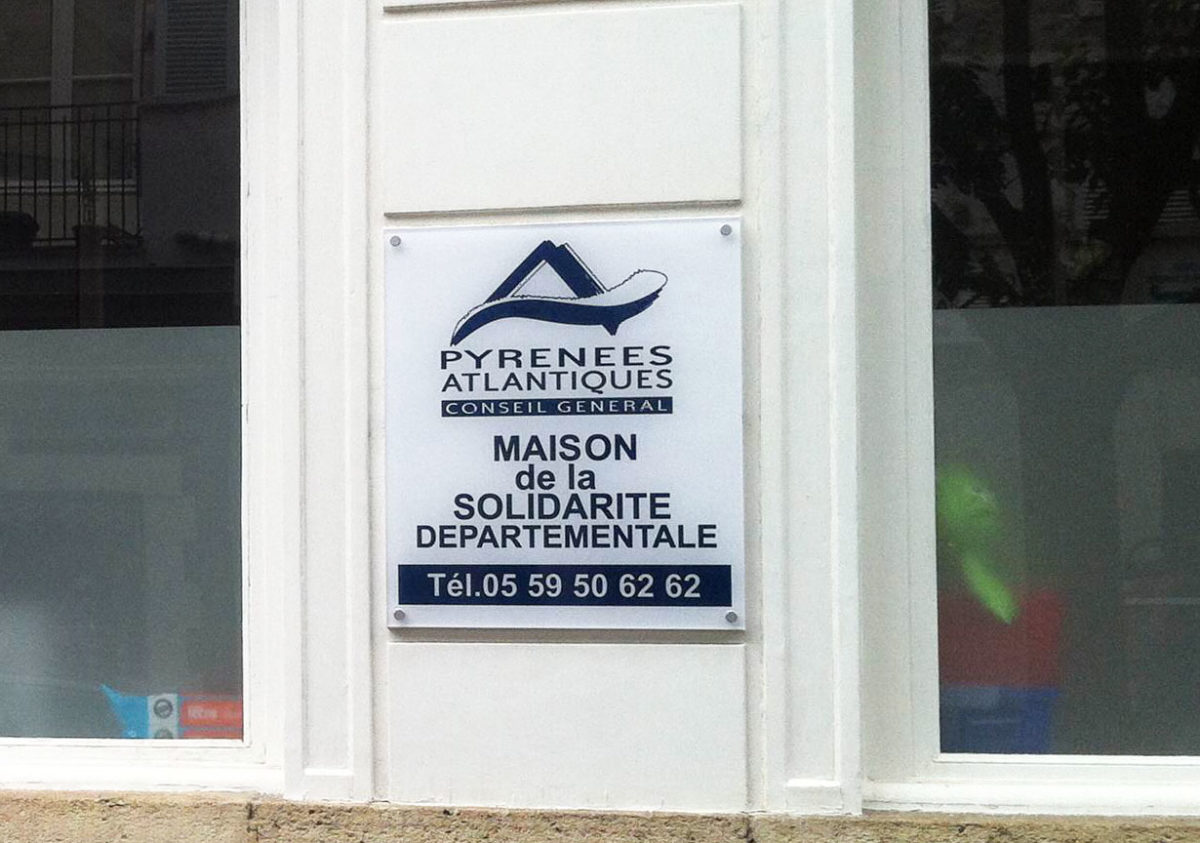 PYRENEES
ATLANTIQUES
CONSEIL GENERAL
MAISON
de la
SOLIDARITE
DEPARTEMENTALE
Tél.05 59 50 62 62